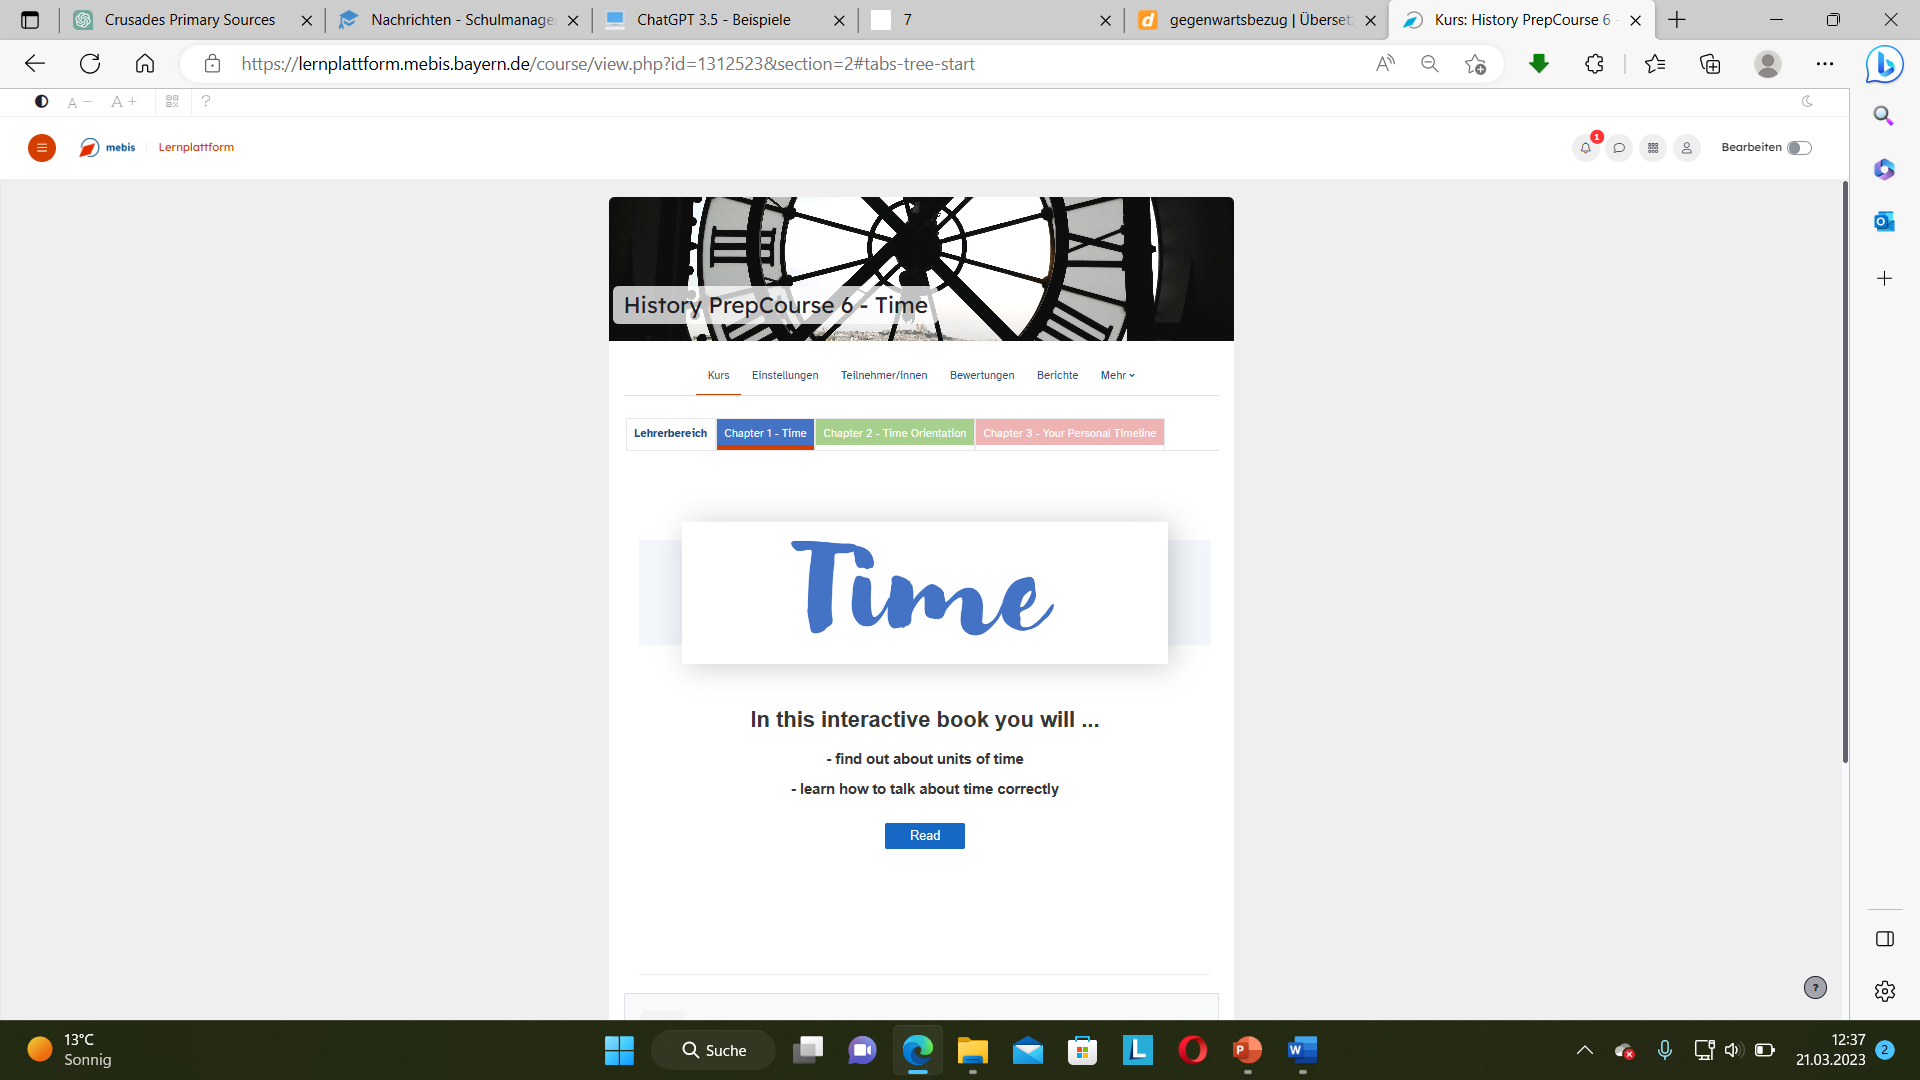 Crusades Primary Sources
Nachrichten - Schulmanage
ChatGPT 3.5 - Beispiele
7
gegenwartsbezug | Überset
Kurs: History PrepCourse 6 -
https://lernplattform.mebis.bayern.de/course/view.php?id=1312523&section=2#tabs-tree-start
A − A + ?
mebis Lernplattform
1
Bearbeiten
History PrepCourse 6 - Time
Kurs Einstellungen Teilnehmer/innen Bewertungen Berichte Mehr
Lehrerbereich Chapter 1 - Time Chapter 2 - Time Orientation Chapter 3 - Your Personal Timeline
Time
In this interactive book you will ...
- find out about units of time
- learn how to talk about time correctly
Read
?
13°C
Sonnig
Suche
12:37
21.03.2023
2